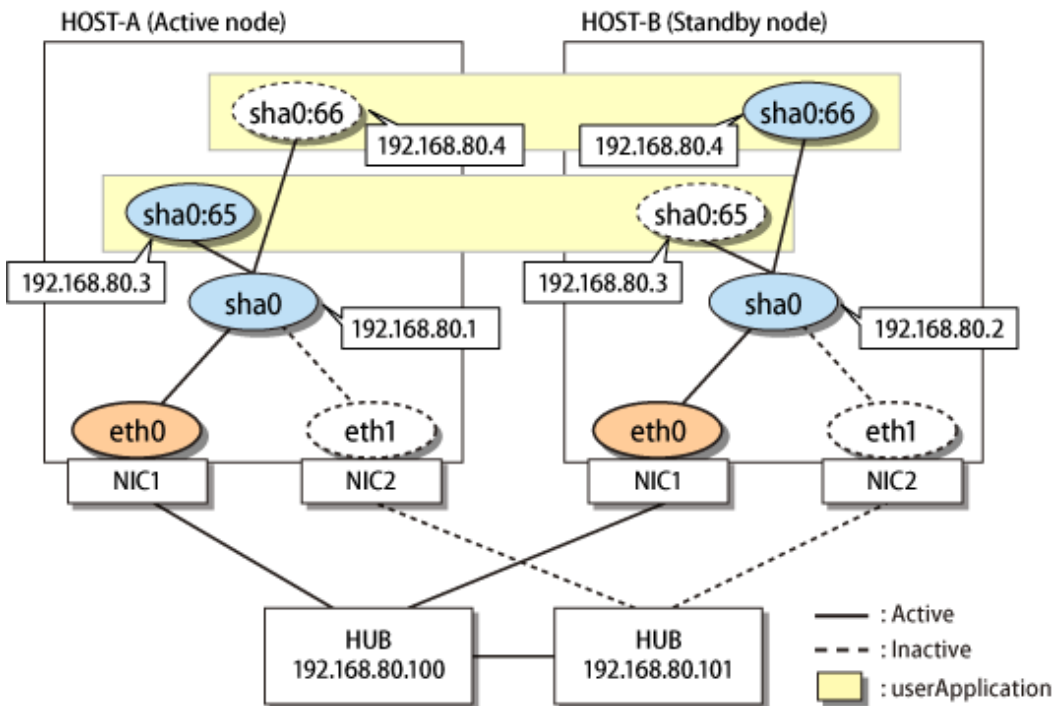 HOST-A (Active node)
HOST-B (Standby node)
sha0:66
sha0:66
192.168.80.4
192.168.80.4
sha0:65
sha0:65
192.168.80.3
192.168.80.3
sha0
sha0
192.168.80.1
192.168.80.2
eth0
eth1
eth0
eth1
NIC1
NIC2
NIC1
NIC2
HUB
192.168.80.100
HUB
192.168.80.101
: Active
: Inactive
: userApplication